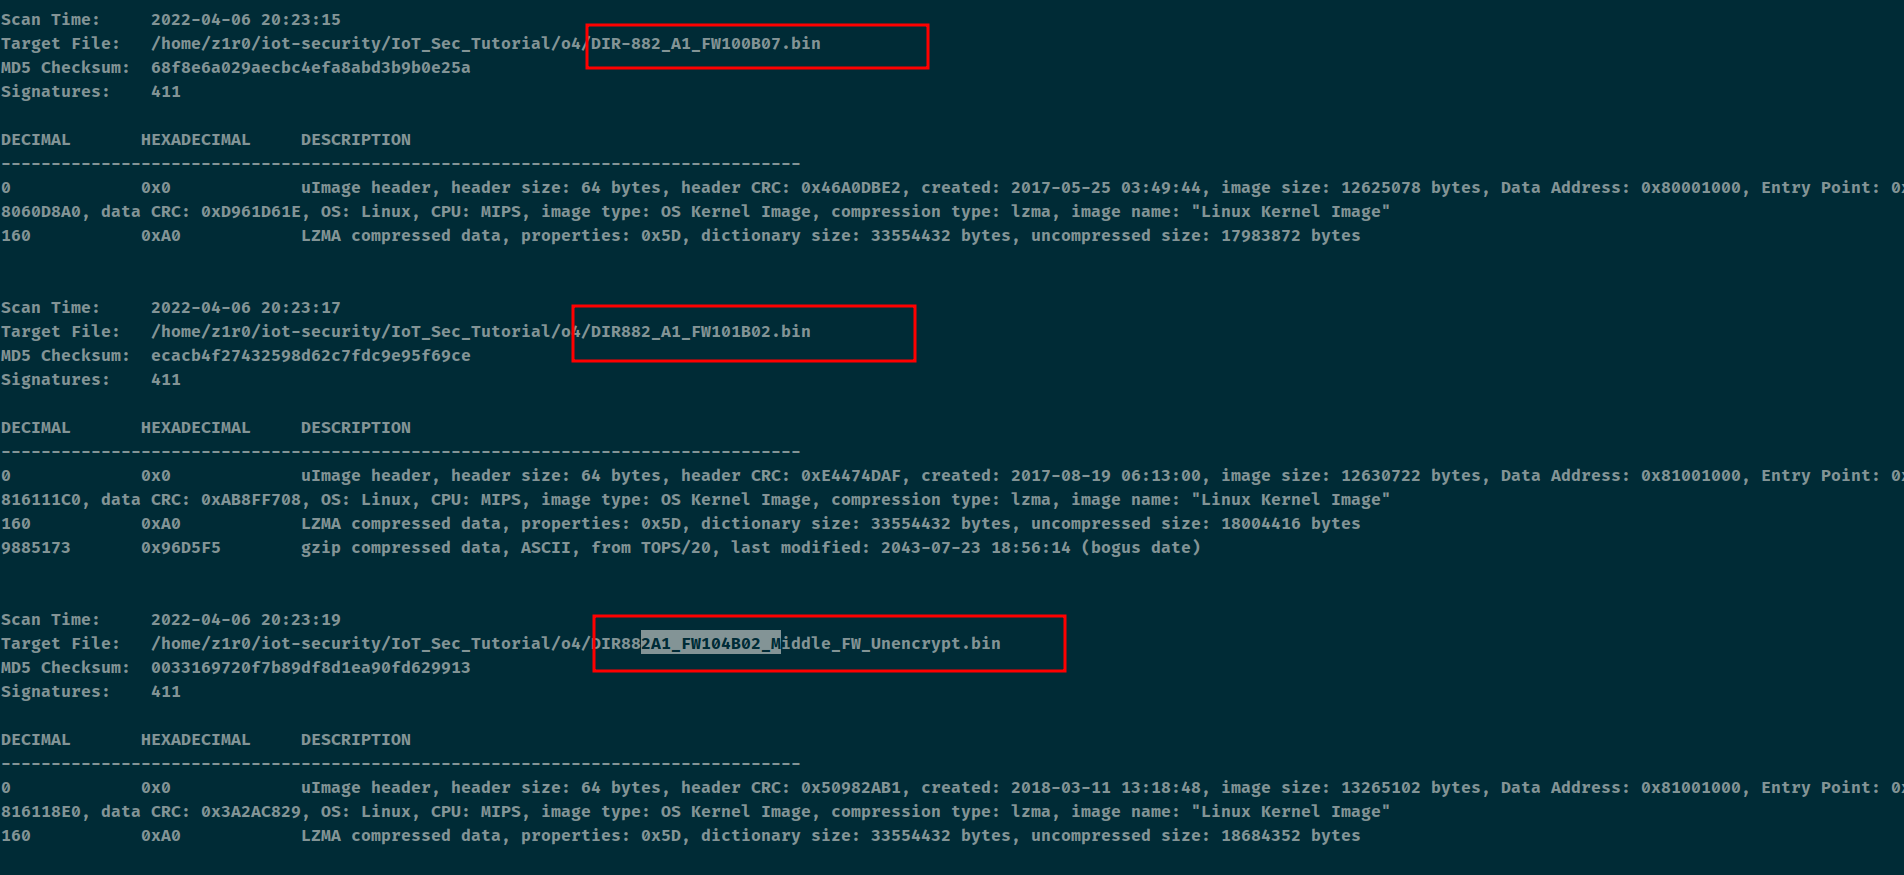 Scan Time:     2022-04-06 20:23:15
Target File:   /home/z1r0/iot-security/IoT_Sec_Tutorial/o4/DIR-882_A1_FW100B07.bin
MD5 Checksum:  68f8e6a029aecbc4efa8abd3b9b0e25a
Signatures:    411
DECIMAL       HEXADECIMAL     DESCRIPTION
--------------------------------------------------------------------------------
0             0x0             uImage header, header size: 64 bytes, header CRC: 0x46A0DBE2, created: 2017-05-25 03:49:44, image size: 12625078 bytes, Data Address: 0x80001000, Entry Point: 0x
8060D8A0, data CRC: 0xD961D61E, OS: Linux, CPU: MIPS, image type: OS Kernel Image, compression type: lzma, image name: "Linux Kernel Image"
160           0xA0            LZMA compressed data, properties: 0x5D, dictionary size: 33554432 bytes, uncompressed size: 17983872 bytes
Scan Time:     2022-04-06 20:23:17
Target File:   /home/z1r0/iot-security/IoT_Sec_Tutorial/o4/DIR882_A1_FW101B02.bin
MD5 Checksum:  ecacb4f27432598d62c7fdc9e95f69ce
Signatures:    411
DECIMAL       HEXADECIMAL     DESCRIPTION
--------------------------------------------------------------------------------
0             0x0             uImage header, header size: 64 bytes, header CRC: 0xE4474DAF, created: 2017-08-19 06:13:00, image size: 12630722 bytes, Data Address: 0x81001000, Entry Point: 0x
816111C0, data CRC: 0xAB8FF708, OS: Linux, CPU: MIPS, image type: OS Kernel Image, compression type: lzma, image name: "Linux Kernel Image"
160           0xA0            LZMA compressed data, properties: 0x5D, dictionary size: 33554432 bytes, uncompressed size: 18004416 bytes
9885173       0x96D5F5        gzip compressed data, ASCII, from TOPS/20, last modified: 2043-07-23 18:56:14 (bogus date)
Scan Time:     2022-04-06 20:23:19
Target File:   /home/z1r0/iot-security/IoT_Sec_Tutorial/o4/DIR882A1_FW104B02_Middle_FW_Unencrypt.bin
MD5 Checksum:  0033169720f7b89df8d1ea90fd629913
Signatures:    411
DECIMAL       HEXADECIMAL     DESCRIPTION
--------------------------------------------------------------------------------
0             0x0             uImage header, header size: 64 bytes, header CRC: 0x50982AB1, created: 2018-03-11 13:18:48, image size: 13265102 bytes, Data Address: 0x81001000, Entry Point: 0x
816118E0, data CRC: 0x3A2AC829, OS: Linux, CPU: MIPS, image type: OS Kernel Image, compression type: lzma, image name: "Linux Kernel Image"
160           0xA0            LZMA compressed data, properties: 0x5D, dictionary size: 33554432 bytes, uncompressed size: 18684352 bytes